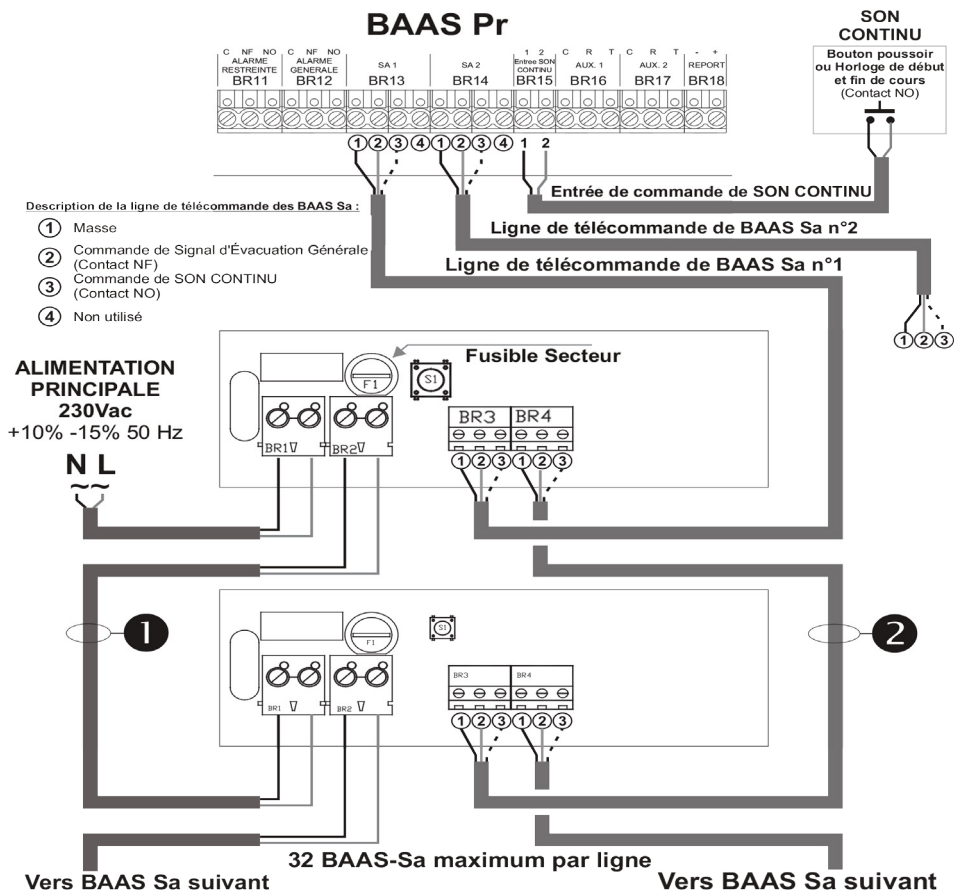 BAAS Pr
SON
CONTINU
Bouton poussoir
ou Horloge de début
et fin de cours
(Contact NO)
C NF NO C NF NO 1 2 C R T C R T - +
ALARME
RESTREINTE
BR11
ALARME
GENERALE
BR12
SA 1
BR13
SA 2
BR14
Entree SON
CONTINU
BR15
AUX. 1
BR16
AUX. 2
BR17
REPORT
BR18
1 2 3 4 1 2 3 4 1 2
Entrée de commande de SON CONTINU
Ligne de télécommande de BAAS Sa n°2
Ligne de télécommande de BAAS Sa n°1
1 2 3
Description de la ligne de télécommande des BAAS Sa :
1 Masse
2 Commande de Signal d'Évacuation Générale
(Contact NF)
3 Commande de SON CONTINU
(Contact NO)
4 Non utilisé
ALIMENTATION
PRINCIPALE
230Vac
+10% -15% 50 Hz
N L
~ ~
Fusible Secteur
F1
S1
BR1 BR2
BR3 BR4
1 2 3 1 2 3
1
2
F1
S1
BR1 BR2
BR3 BR4
1 2 3 1 2 3
32 BAAS-Sa maximum par ligne
Vers BAAS Sa suivant
Vers BAAS Sa suivant